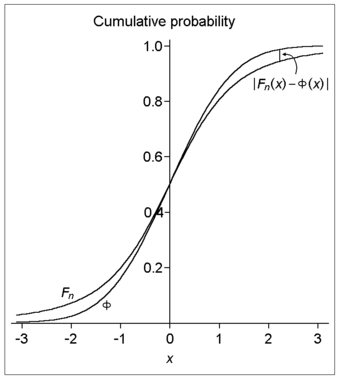 Cumulative probability
1.0
|Fn(x)−Φ(x)|
0.8
0.6
0.4
0.2
Fn
Φ
-3 -2 -1 0 1 2 3
x